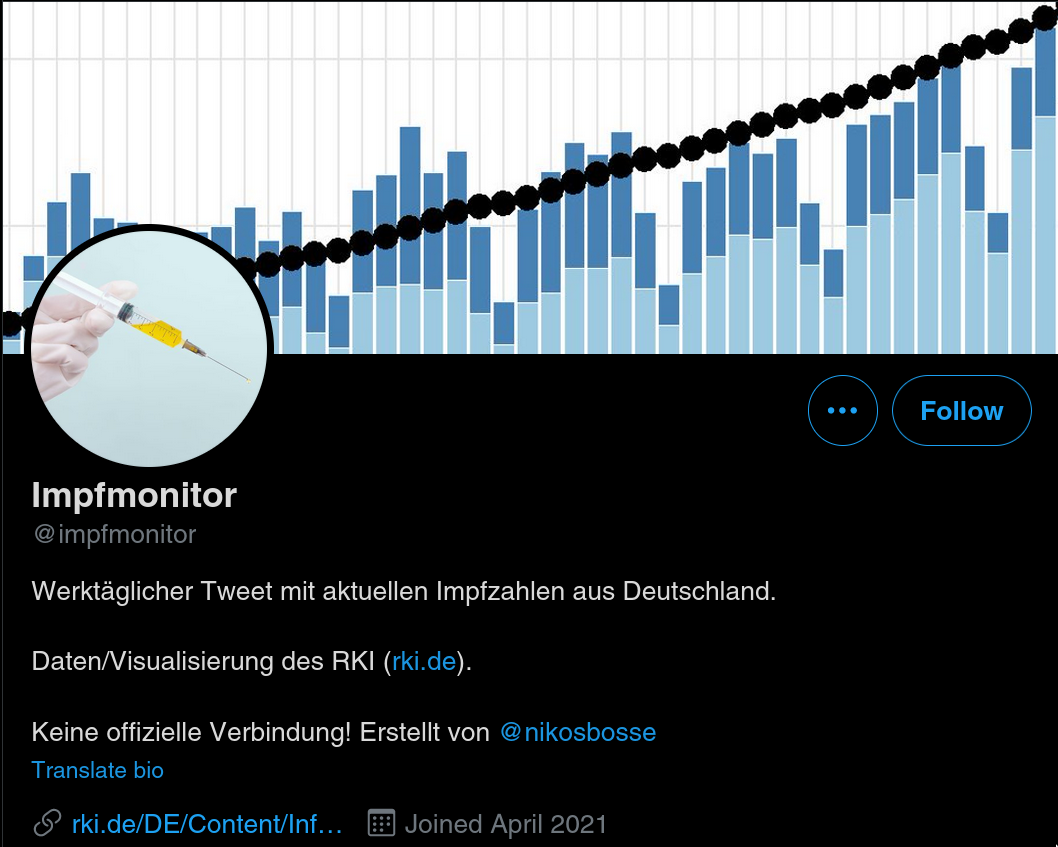 Follow
Impfmonitor
@impfmonitor
Werktäglicher Tweet mit aktuellen Impfzahlen aus Deutschland.
Daten/Visualisierung des RKI (rki.de).
Keine offizielle Verbindung! Erstellt von @nikosbosse
Translate bio
rki.de/DE/Content/Inf… Joined April 2021